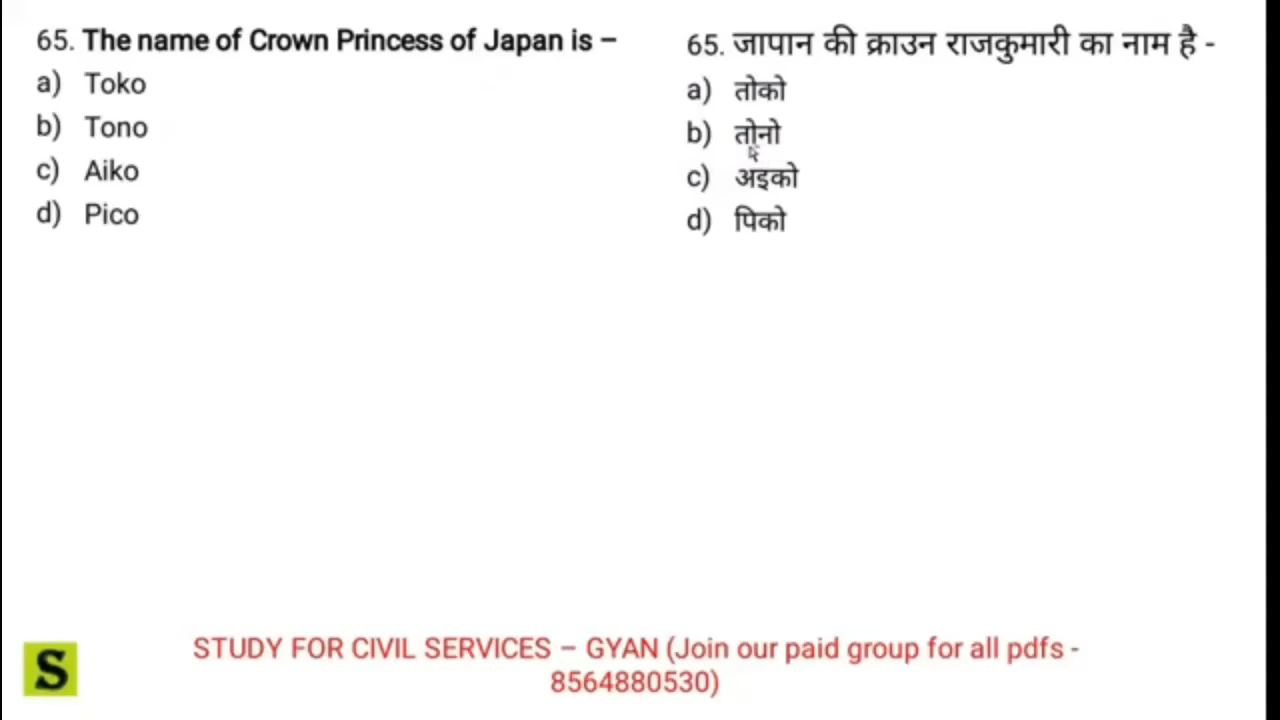 65. The name of Crown Princess of Japan is –
a) Toko
b) Tono
c) Aiko
d) Pico
65. जापान की क्राउन राजकुमारी का नाम है -
a) तोको
b) तोनो
c) अइको
d) पिको
S
STUDY FOR CIVIL SERVICES – GYAN (Join our paid group for all pdfs -
8564880530)